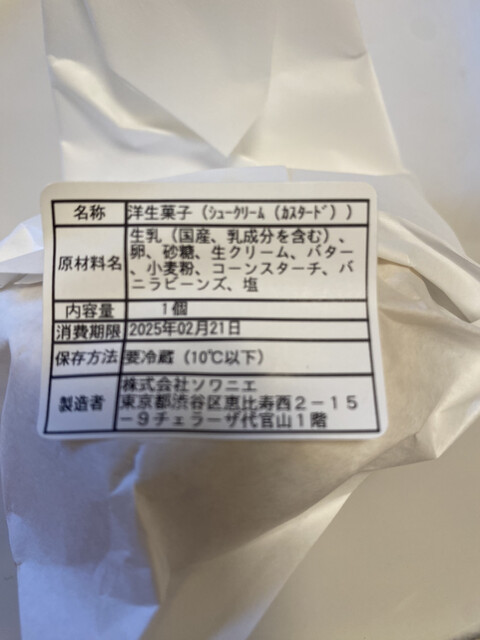 名称 洋生菓子(シュークリーム(カスタード))
原材料名 生乳(国産、乳成分を含む)、
卵、砂糖、生クリーム、バター
、小麦粉、コーンスターチ、バ
ニラビーンズ、塩
内容量 1個
消費期限 2025年02月21日
保存方法 要冷蔵(10℃以下)
製造者 株式会社ソワニエ
東京都渋谷区恵比寿西2-15
-9チェラーザ代官山1階